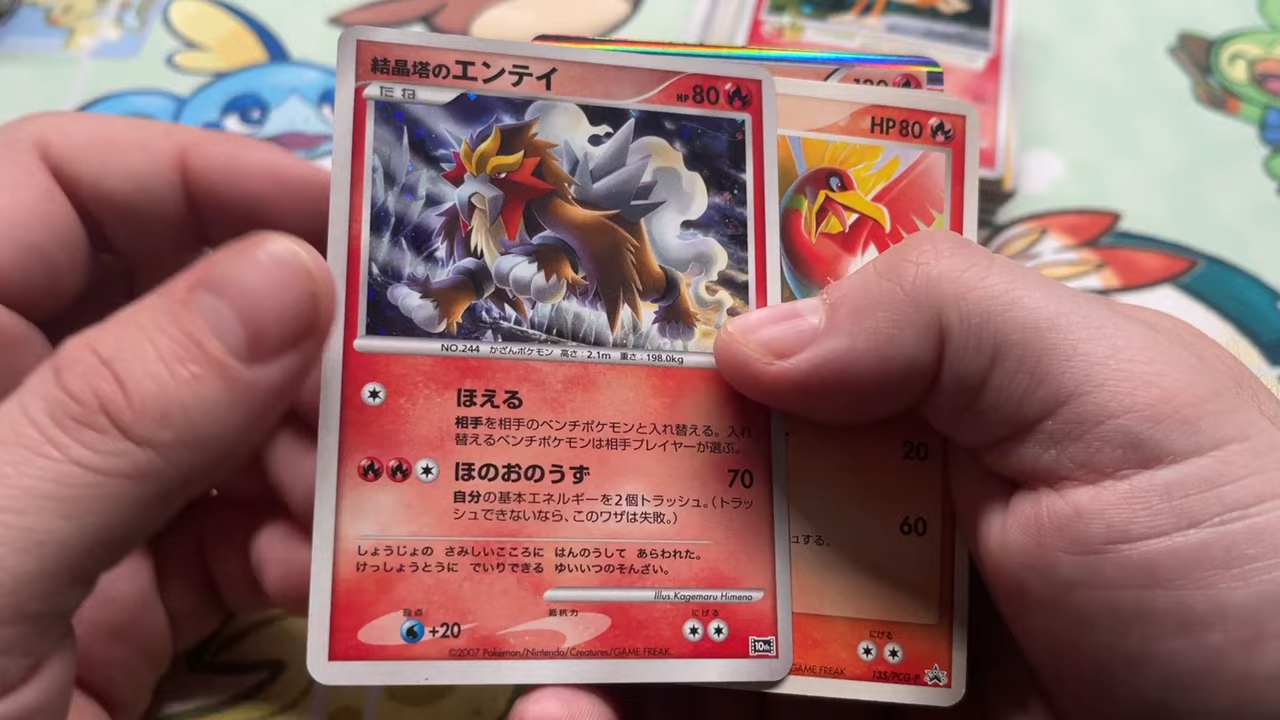 結晶塔のエンテイ
HP80
たね
NO.244 かざんポケモン 高さ:2.1m 重さ:198.0kg
ほえる
相手を相手のベンチポケモンと入れ替える。入れ
替えるベンチポケモンは相手プレイヤーが選ぶ。
ほのおのうず 70
自分の基本エネルギーを2個トラッシュ。(トラッ
シュできないなら、このワザは失敗。)
しょうじょの さみしいこころに はんのうして あらわれた。
けっしょうとうに でいりできる ゆいいつのそんざい。
Illus.Kagemaru Himeno
弱点 抵抗力 にげる
+20
©2007 Pokémon/Nintendo/Creatures/GAME FREAK.
10th
HP80
20
60
ュする。
にげる
GAME FREAK
135/PCG-P